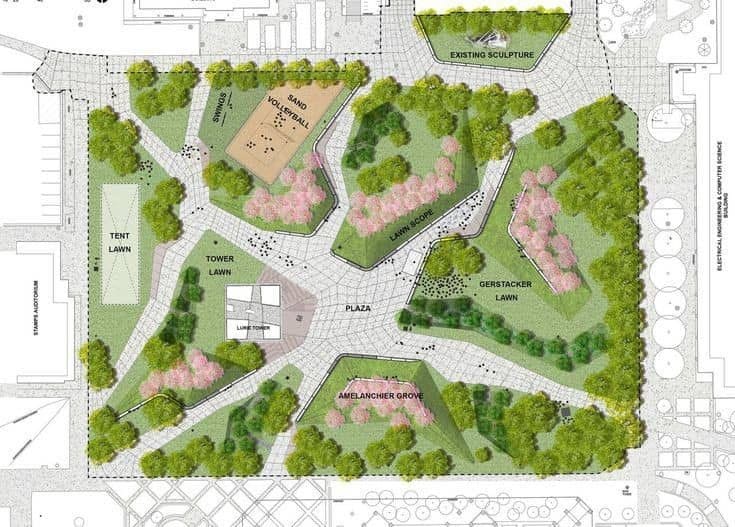 EXISTING SCULPTURE
SWINGS
SAND
VOLLEYBALL
LAWN SCOPE
TENT
LAWN
TOWER
LAWN
GERSTACKER
LAWN
PLAZA
LURIE TOWER
AMELANCHIER GROVE
STAMPS AUDITORIUM
ELECTRICAL ENGINEERING & COMPUTER SCIENCE
BUILDING